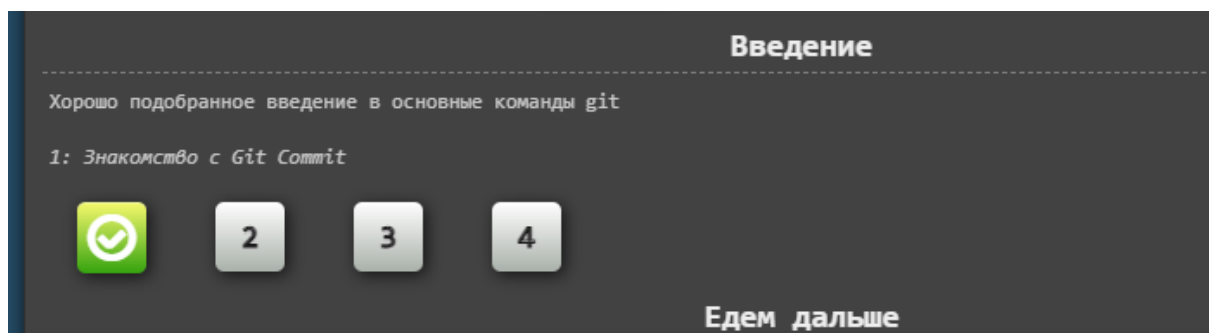 Введение
Хорошо подобранное введение в основные команды git
1: Знакомство с Git Commit
2 3 4
Едем дальше